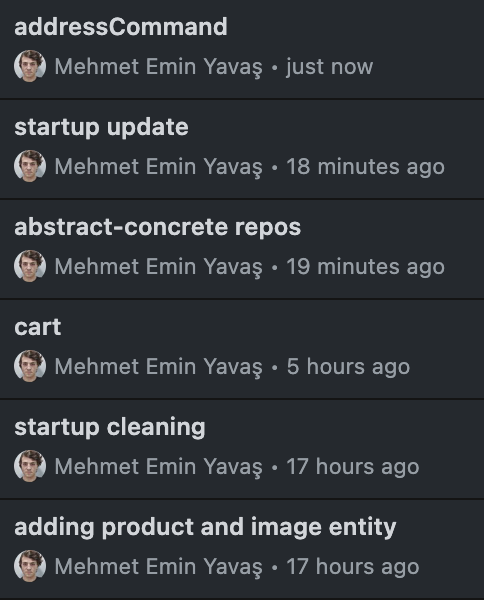 addressCommand
Mehmet Emin Yavaş • just now
startup update
Mehmet Emin Yavaş • 18 minutes ago
abstract-concrete repos
Mehmet Emin Yavaş • 19 minutes ago
cart
Mehmet Emin Yavaş • 5 hours ago
startup cleaning
Mehmet Emin Yavaş • 17 hours ago
adding product and image entity
Mehmet Emin Yavaş • 17 hours ago